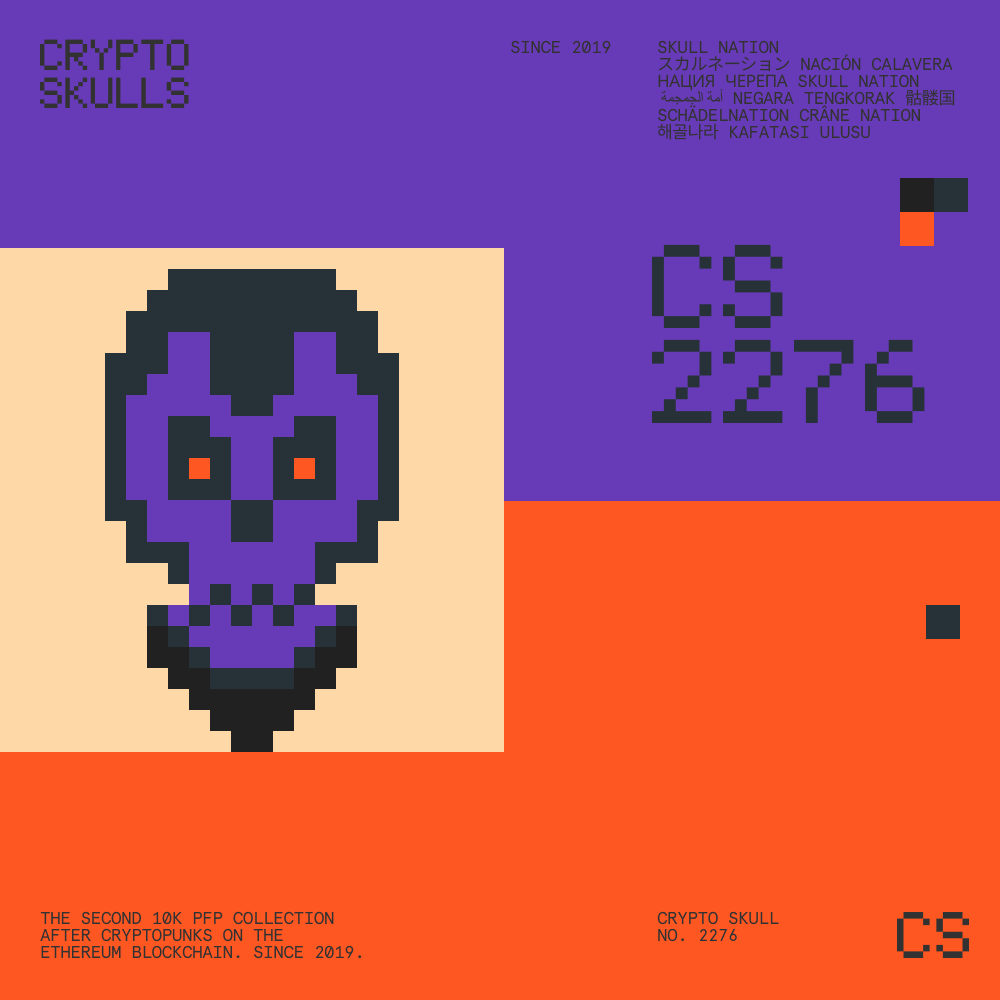 CRYPTO
SKULLS
SINCE 2019
SKULL NATION
スカルネーション NACIÓN CALAVERA
НАЦИЯ ЧЕРЕПА SKULL NATION
أمة الجمجمة NEGARA TENGKORAK 骷髅国
SCHÄDELNATION CRÂNE NATION
해골나라 KAFATASI ULUSU
CS
2276
THE SECOND 10K PFP COLLECTION
AFTER CRYPTOPUNKS ON THE
ETHEREUM BLOCKCHAIN. SINCE 2019.
CRYPTO SKULL
NO. 2276
CS